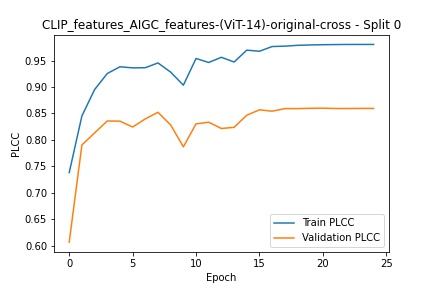 CLIP_features_AIGC_features-(ViT-14)-original-cross - Split 0
0.95
0.90
0.85
0.80
0.75
0.70
0.65
0.60
PLCC
Train PLCC
Validation PLCC
0 5 10 15 20 25
Epoch